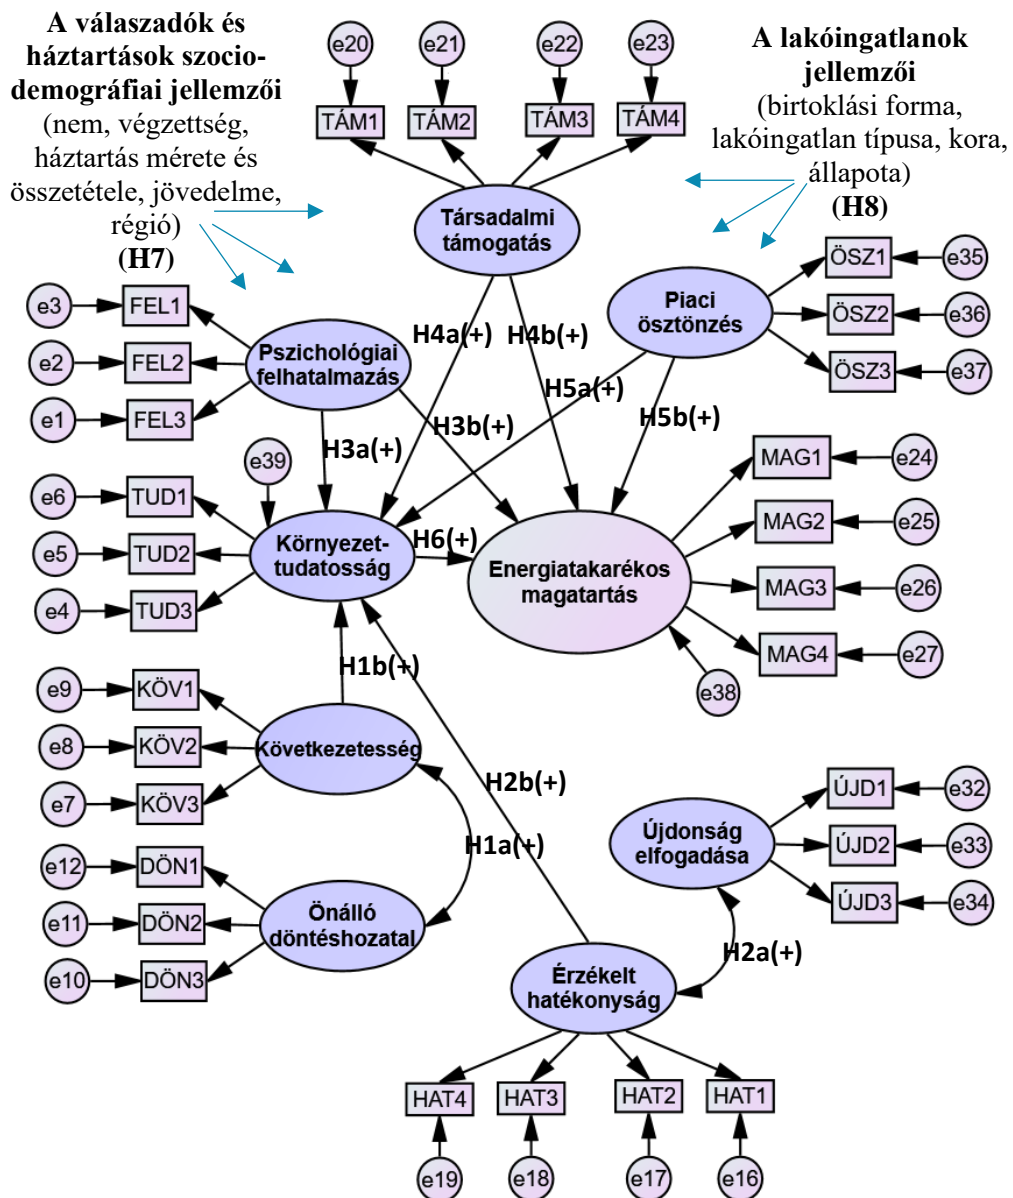 A válaszadók és
háztartások szocio-
demográfiai jellemzői
(nem, végzettség,
háztartás mérete és
összetétele, jövedelme,
régió)
(H7)
A lakóingatlanok
jellemzői
(birtoklási forma,
lakóingatlan típusa, kora,
állapota)
(H8)
e20 e21 e22 e23
TÁM1 TÁM2 TÁM3 TÁM4
Társadalmi
támogatás
Piaci
ösztönzés
ÖSZ1 e35
ÖSZ2 e36
ÖSZ3 e37
e3 FEL1
e2 FEL2
e1 FEL3
Pszichológiai
felhatalmazás
H4a(+) H4b(+)
H5a(+)
H5b(+)
H3b(+)
H3a(+)
e39
e6 TUD1
e5 TUD2
e4 TUD3
Környezet-
tudatosság
H6(+)
Energiatakarékos
magatartás
MAG1 e24
MAG2 e25
MAG3 e26
MAG4 e27
e38
H1b(+)
e9 KÖV1
e8 KÖV2
e7 KÖV3
Következetesség
H2b(+)
H1a(+)
e12 DÖN1
e11 DÖN2
e10 DÖN3
Önálló
döntéshozatal
Újdonság
elfogadása
ÚJD1 e32
ÚJD2 e33
ÚJD3 e34
H2a(+)
Érzékelt
hatékonyság
HAT4 HAT3 HAT2 HAT1
e19 e18 e17 e16